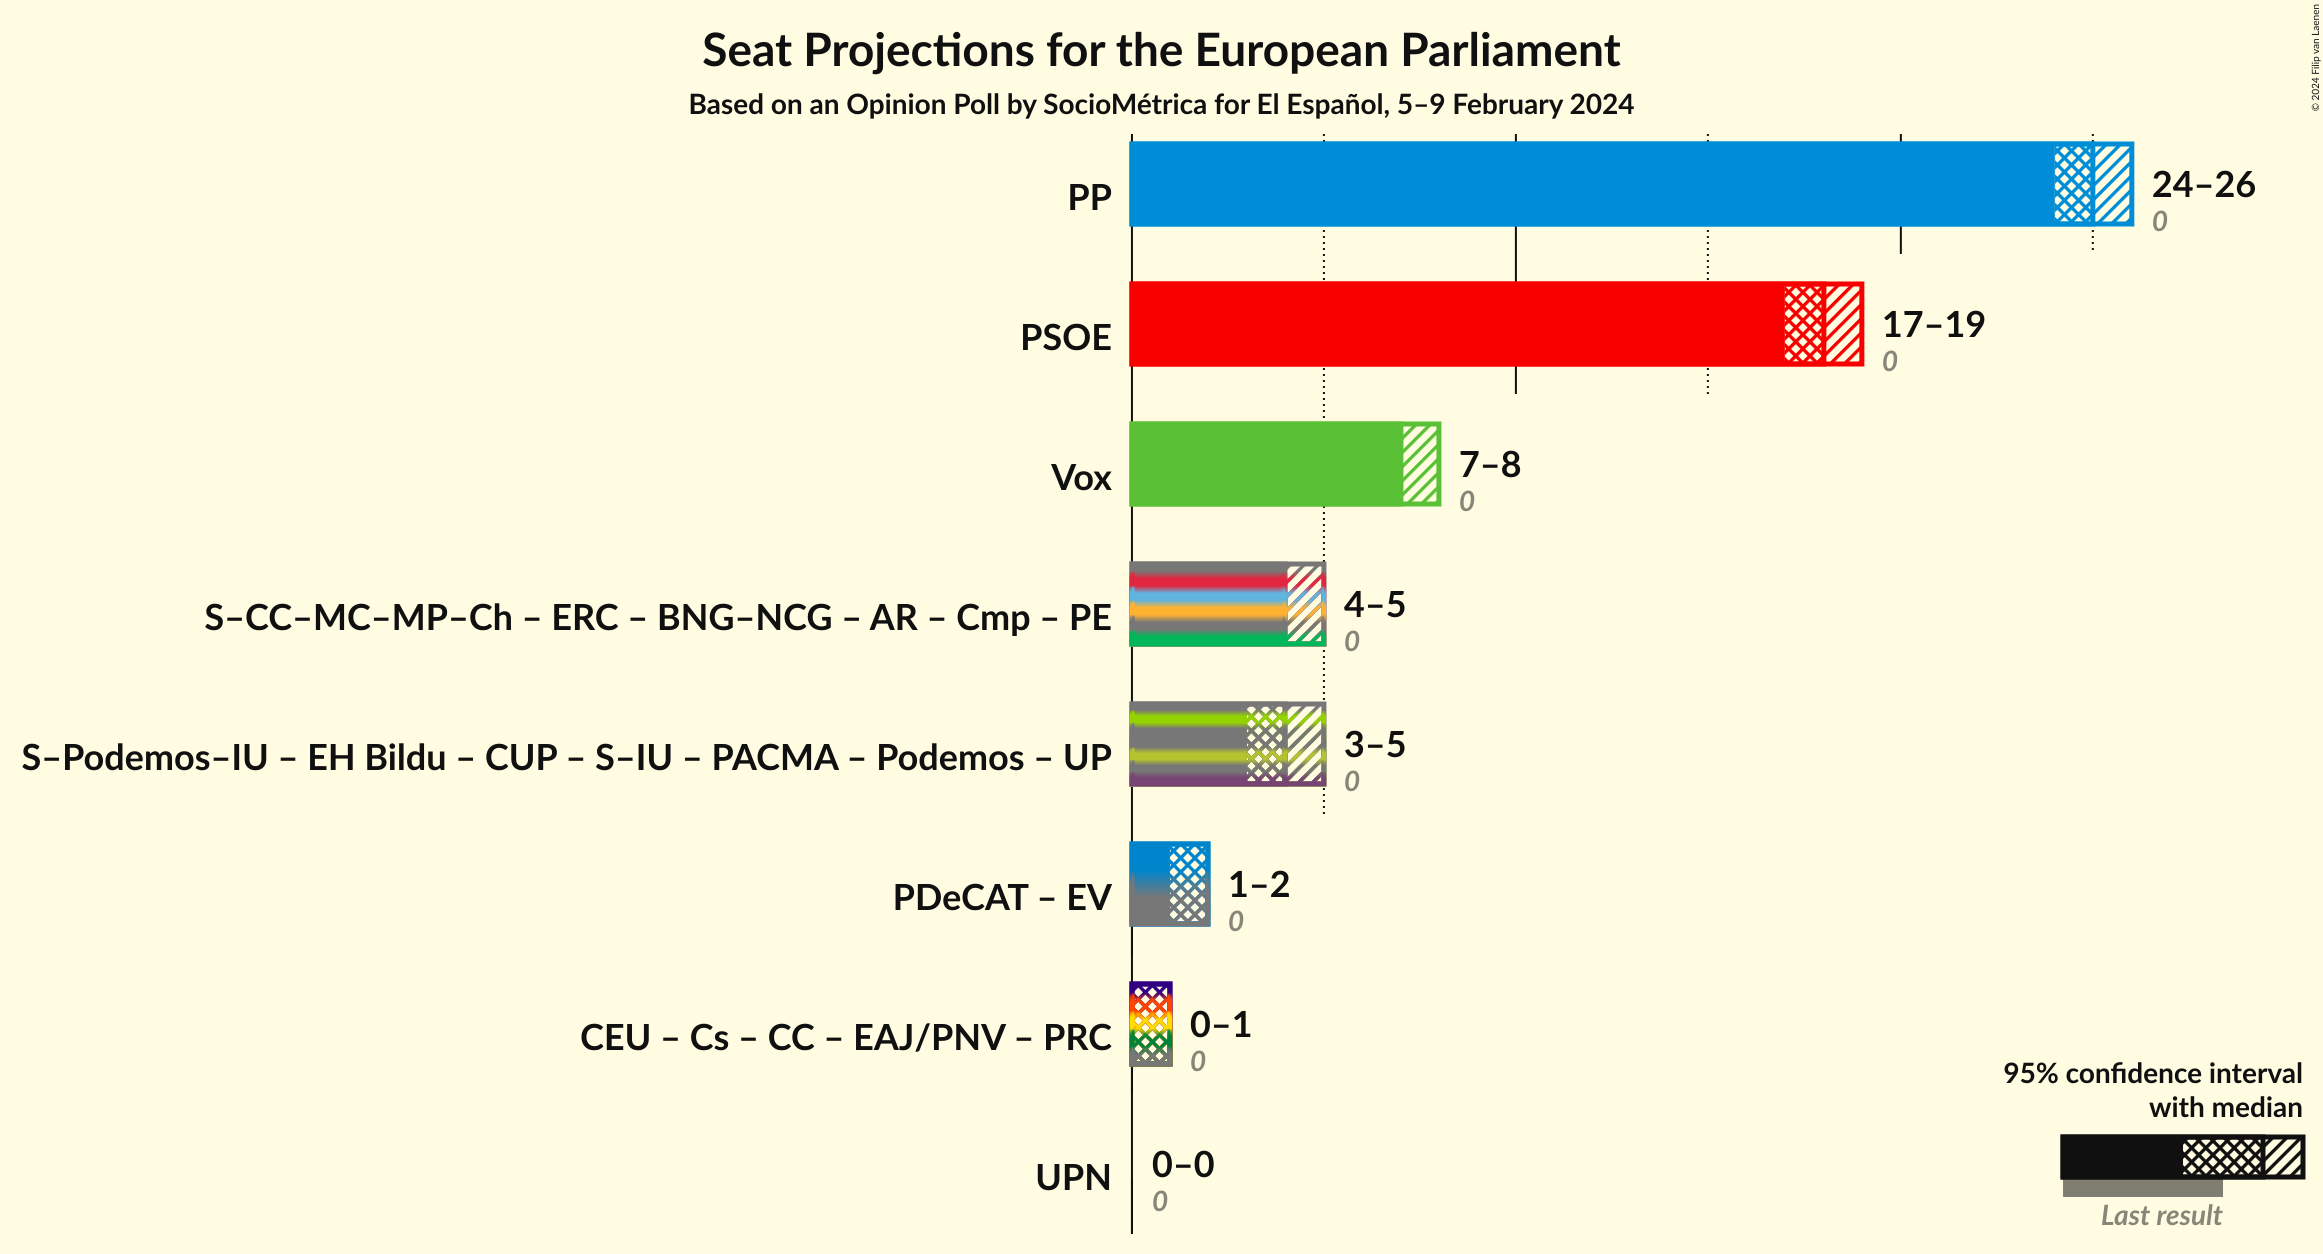 Seat Projections for the European Parliament
Based on an Opinion Poll by SocioMétrica for El Español, 5–9 February 2024
© 2024 Filip van Laenen
PP
24–26
0
PSOE
17–19
0
Vox
7–8
0
S–CC–MC–MP–Ch – ERC – BNG–NCG – AR – Cmp – PE
4–5
0
S–Podemos–IU – EH Bildu – CUP – S–IU – PACMA – Podemos – UP
3–5
0
PDeCAT – EV
1–2
0
CEU – Cs – CC – EAJ/PNV – PRC
0–1
0
UPN
0–0
0
95% confidence interval
with median
Last result